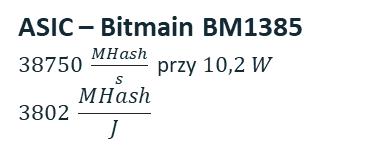 ASIC – Bitmain BM1385
38750 MHash/s przy 10,2 W
3802 MHash/J